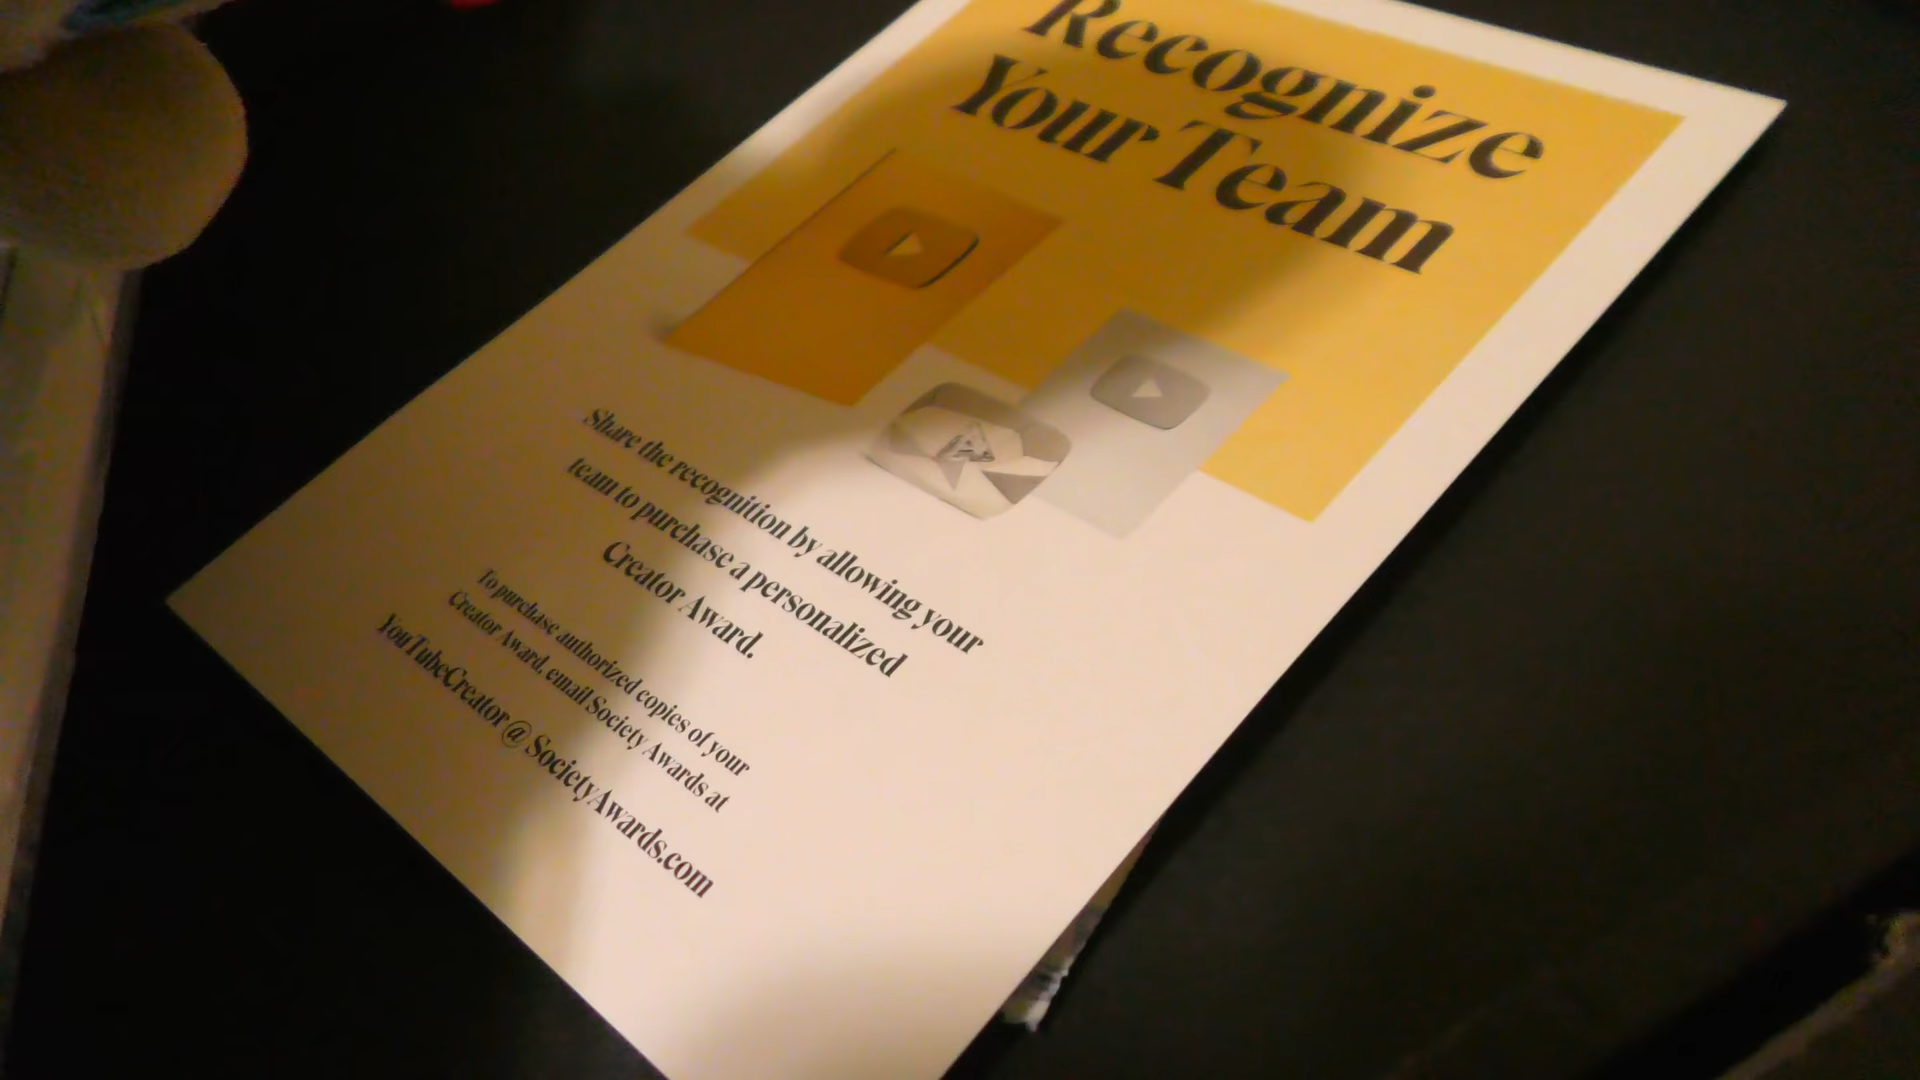 Recognize
Your Team
Share the recognition by allowing your
team to purchase a personalized
Creator Award.
To purchase authorized copies of your
Creator Award, email Society Awards at
YouTubeCreator@SocietyAwards.com